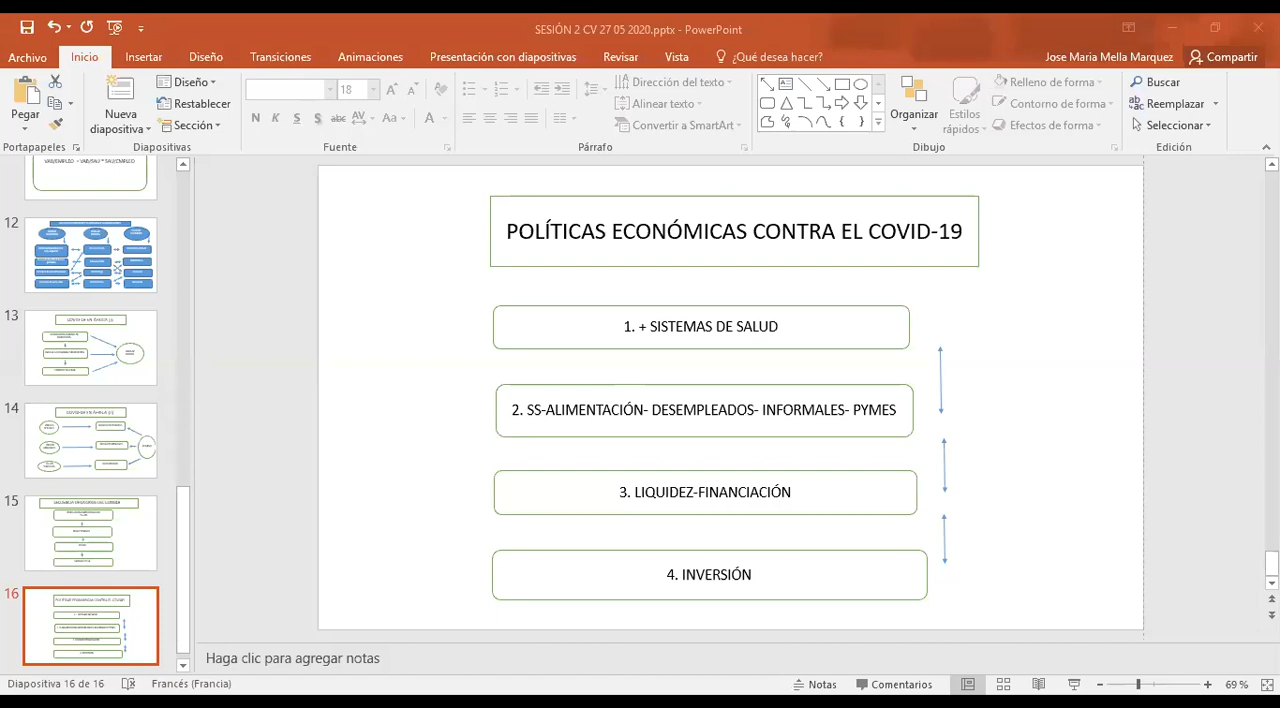 SESIÓN 2 CV 27 05 2020.pptx - PowerPoint
Archivo Inicio Insertar Diseño Transiciones Animaciones Presentación con diapositivas Revisar Vista ¿Qué desea hacer? Jose Maria Mella Marquez Compartir
Pegar
Nueva diapositiva
Diseño
Restablecer
Sección
18
N K S S abc AV Aa A
Dirección del texto
Alinear texto
Convertir a SmartArt
Organizar
Estilos rápidos
Relleno de forma
Contorno de forma
Efectos de forma
Buscar
Reemplazar
Seleccionar
Portapapeles Diapositivas Fuente Párrafo Dibujo Edición
12
13
14
15
16
POLÍTICAS ECONÓMICAS CONTRA EL COVID-19
1. + SISTEMAS DE SALUD
2. SS-ALIMENTACIÓN- DESEMPLEADOS- INFORMALES- PYMES
3. LIQUIDEZ-FINANCIACIÓN
4. INVERSIÓN
Haga clic para agregar notas
Diapositiva 16 de 16 Francés (Francia) Notas Comentarios 69 %